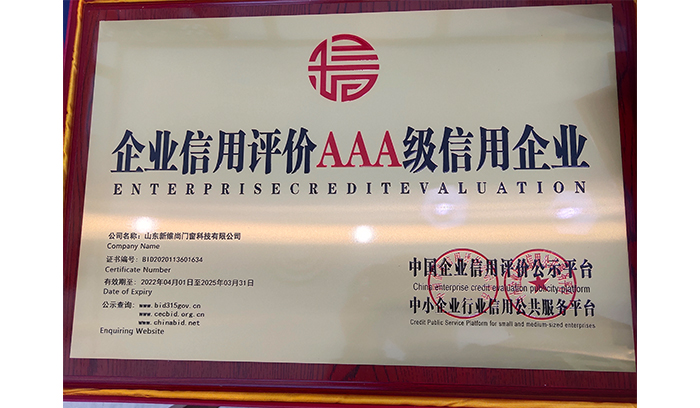 企业信用评价AAA级信用企业
ENTERPRISECREDITEVALUATION
公司名称：山东新维尚门窗科技有限公司
Company Name
证书编号：BID2020113601634
Certificate Number
有效期至：2022年04月01日至2025年03月31日
Date of Expiry
公示查询：www.bid315gov.cn
www.cecbid.org.cn
www.chinabid.net
Enquiring Website
中国企业信用评价公示平台
China enterprise credit evaluation publicity platform
中小企业行业信用公共服务平台
Credit Public Service Platform for small and medium-sized enterprises